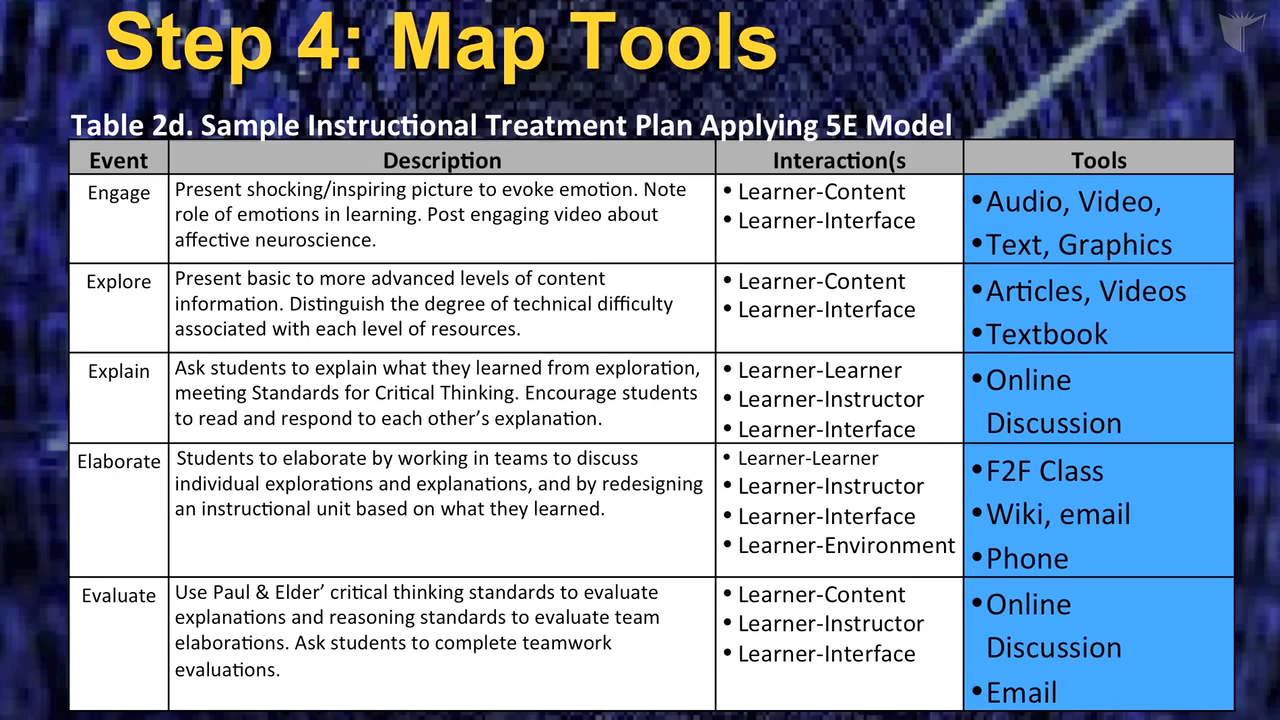 Step 4: Map Tools
Table 2d. Sample Instructional Treatment Plan Applying 5E Model
Event Description Interaction(s Tools
Engage
Present shocking/inspiring picture to evoke emotion. Note
role of emotions in learning. Post engaging video about
affective neuroscience.
• Learner-Content
• Learner-Interface
•Audio, Video,
•Text, Graphics
Explore
Present basic to more advanced levels of content
information. Distinguish the degree of technical difficulty
associated with each level of resources.
• Learner-Content
• Learner-Interface
•Articles, Videos
•Textbook
Explain
Ask students to explain what they learned from exploration,
meeting Standards for Critical Thinking. Encourage students
to read and respond to each other’s explanation.
• Learner-Learner
• Learner-Instructor
• Learner-Interface
•Online
Discussion
Elaborate
Students to elaborate by working in teams to discuss
individual explorations and explanations, and by redesigning
an instructional unit based on what they learned.
• Learner-Learner
• Learner-Instructor
• Learner-Interface
• Learner-Environment
•F2F Class
•Wiki, email
•Phone
Evaluate
Use Paul & Elder’ critical thinking standards to evaluate
explanations and reasoning standards to evaluate team
elaborations. Ask students to complete teamwork
evaluations.
• Learner-Content
• Learner-Instructor
• Learner-Interface
•Online
Discussion
•Email